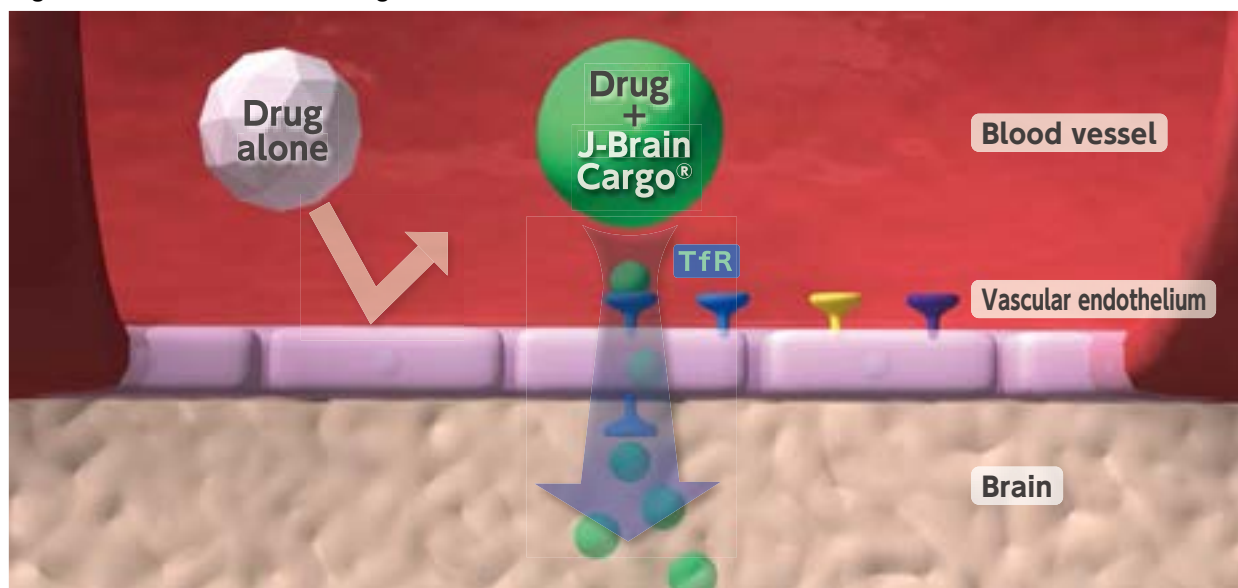 Drug
alone
Drug
+
J-Brain
Cargo®
Blood vessel
TfR
Vascular endothelium
Brain